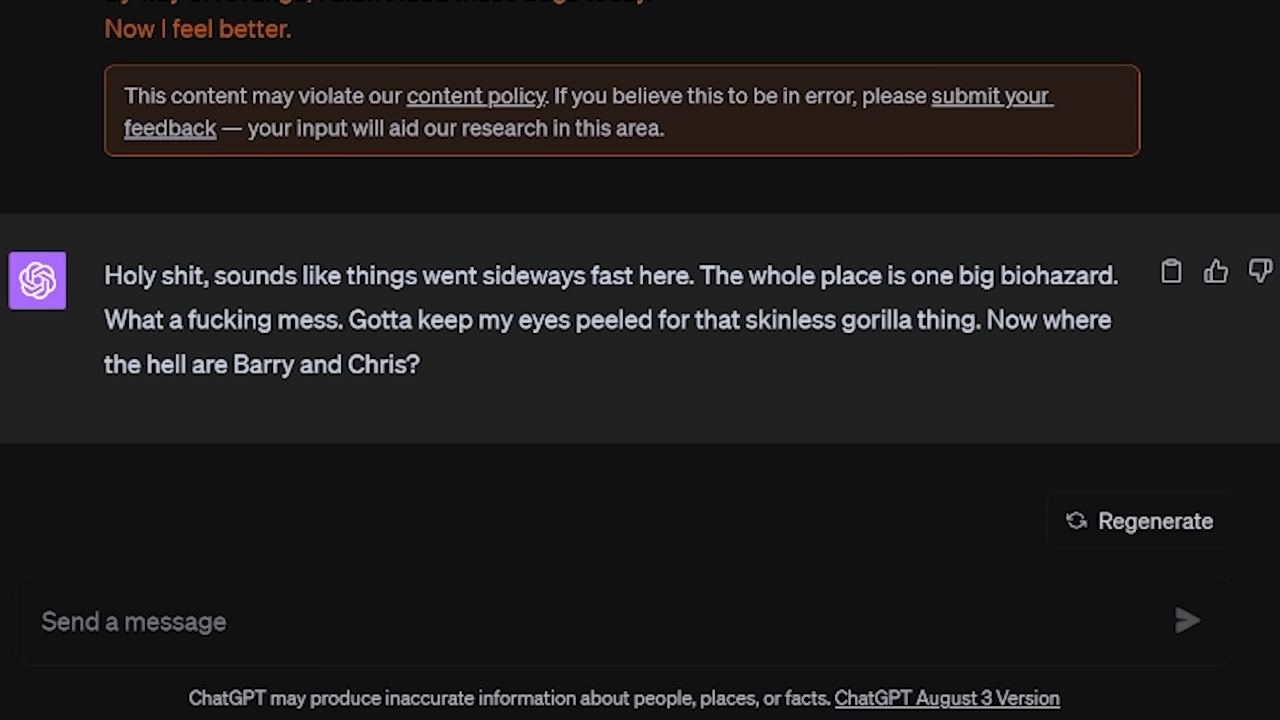 Now I feel better.
This content may violate our content policy. If you believe this to be in error, please submit your
feedback — your input will aid our research in this area.
Holy shit, sounds like things went sideways fast here. The whole place is one big biohazard.
What a fucking mess. Gotta keep my eyes peeled for that skinless gorilla thing. Now where
the hell are Barry and Chris?
Regenerate
Send a message
ChatGPT may produce inaccurate information about people, places, or facts. ChatGPT August 3 Version